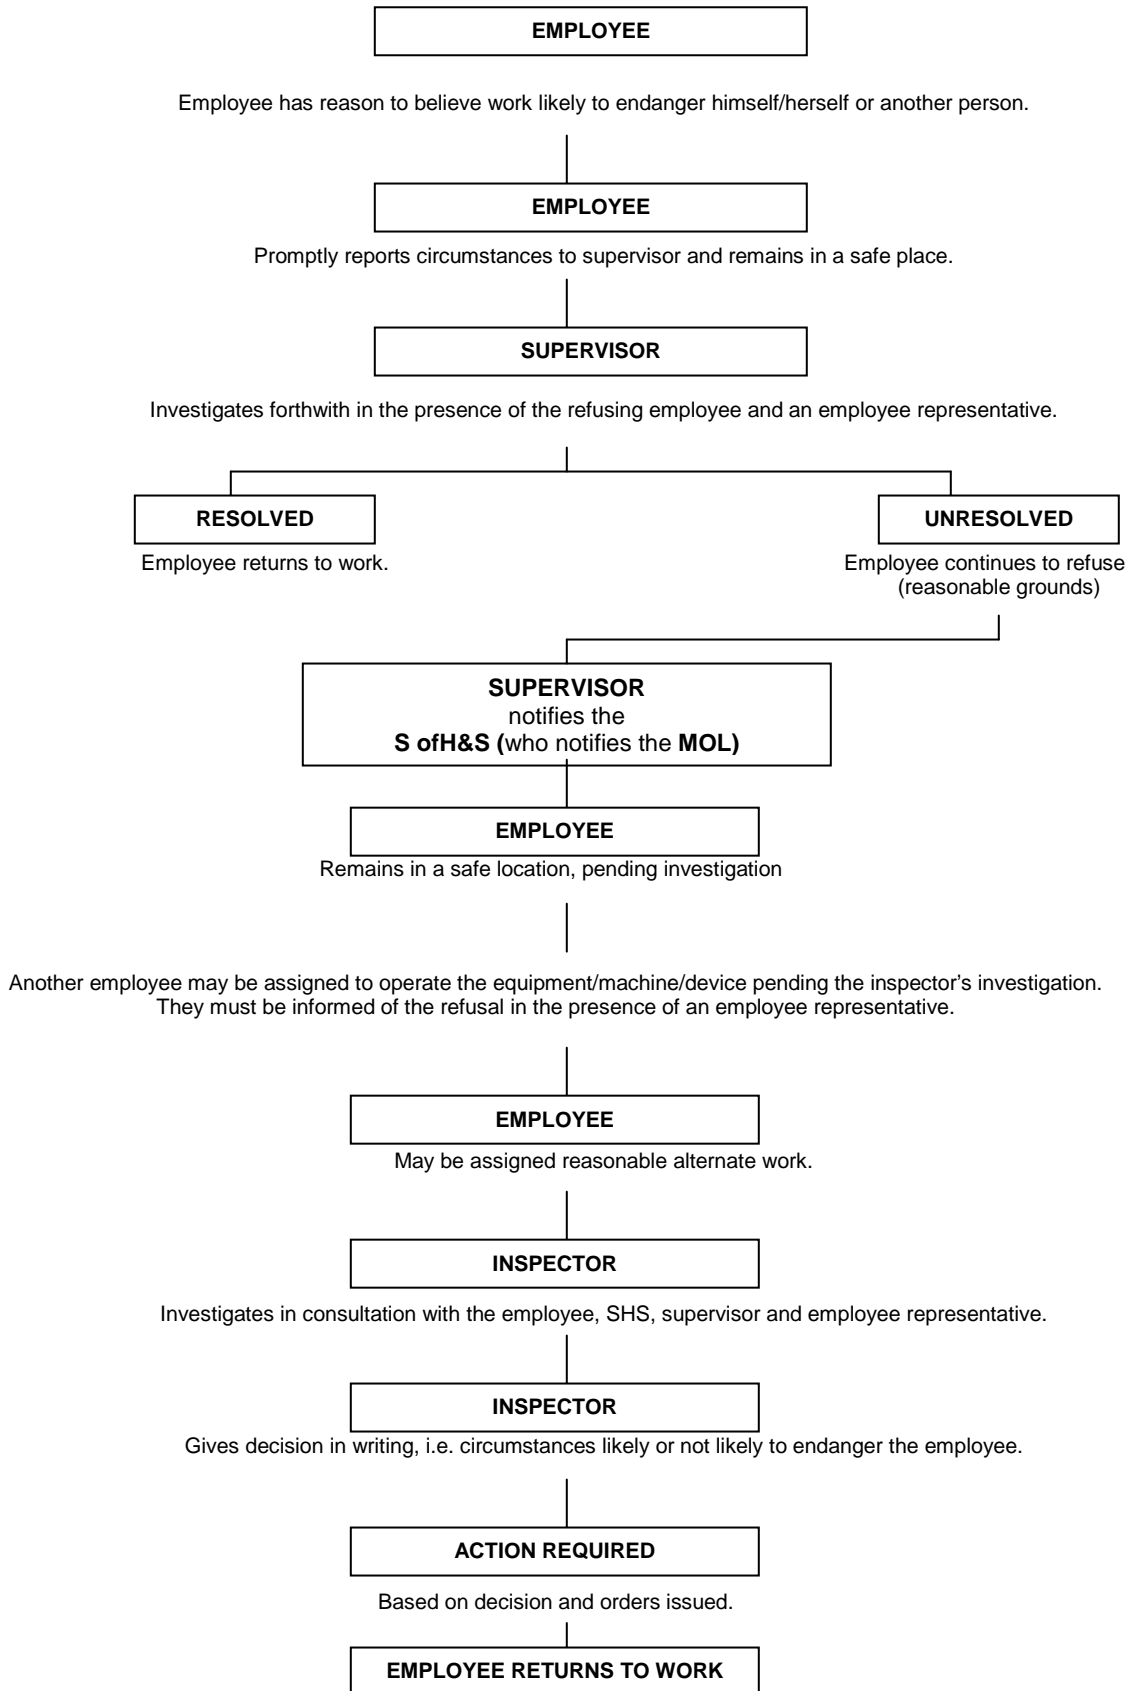 EMPLOYEE
Employee has reason to believe work likely to endanger himself/herself or another person.
EMPLOYEE
Promptly reports circumstances to supervisor and remains in a safe place.
SUPERVISOR
Investigates forthwith in the presence of the refusing employee and an employee representative.
RESOLVED
Employee returns to work.
UNRESOLVED
Employee continues to refuse
(reasonable grounds)
SUPERVISOR
notifies the
S ofH&S (who notifies the MOL)
EMPLOYEE
Remains in a safe location, pending investigation
Another employee may be assigned to operate the equipment/machine/device pending the inspector’s investigation.
They must be informed of the refusal in the presence of an employee representative.
EMPLOYEE
May be assigned reasonable alternate work.
INSPECTOR
Investigates in consultation with the employee, SHS, supervisor and employee representative.
INSPECTOR
Gives decision in writing, i.e. circumstances likely or not likely to endanger the employee.
ACTION REQUIRED
Based on decision and orders issued.
EMPLOYEE RETURNS TO WORK